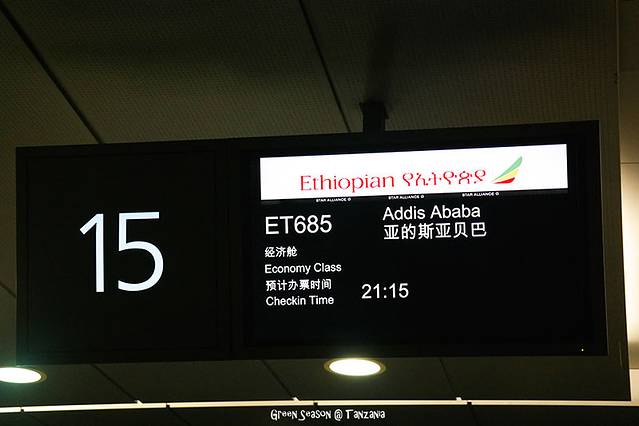 15
Ethiopian የኢትዮጵያ
STAR ALLIANCE STAR ALLIANCE STAR ALLIANCE
ET685
Addis Ababa
亚的斯亚贝巴
经济舱
Economy Class
预计办票时间
Checkin Time
21:15
Green Season @ Tanzania